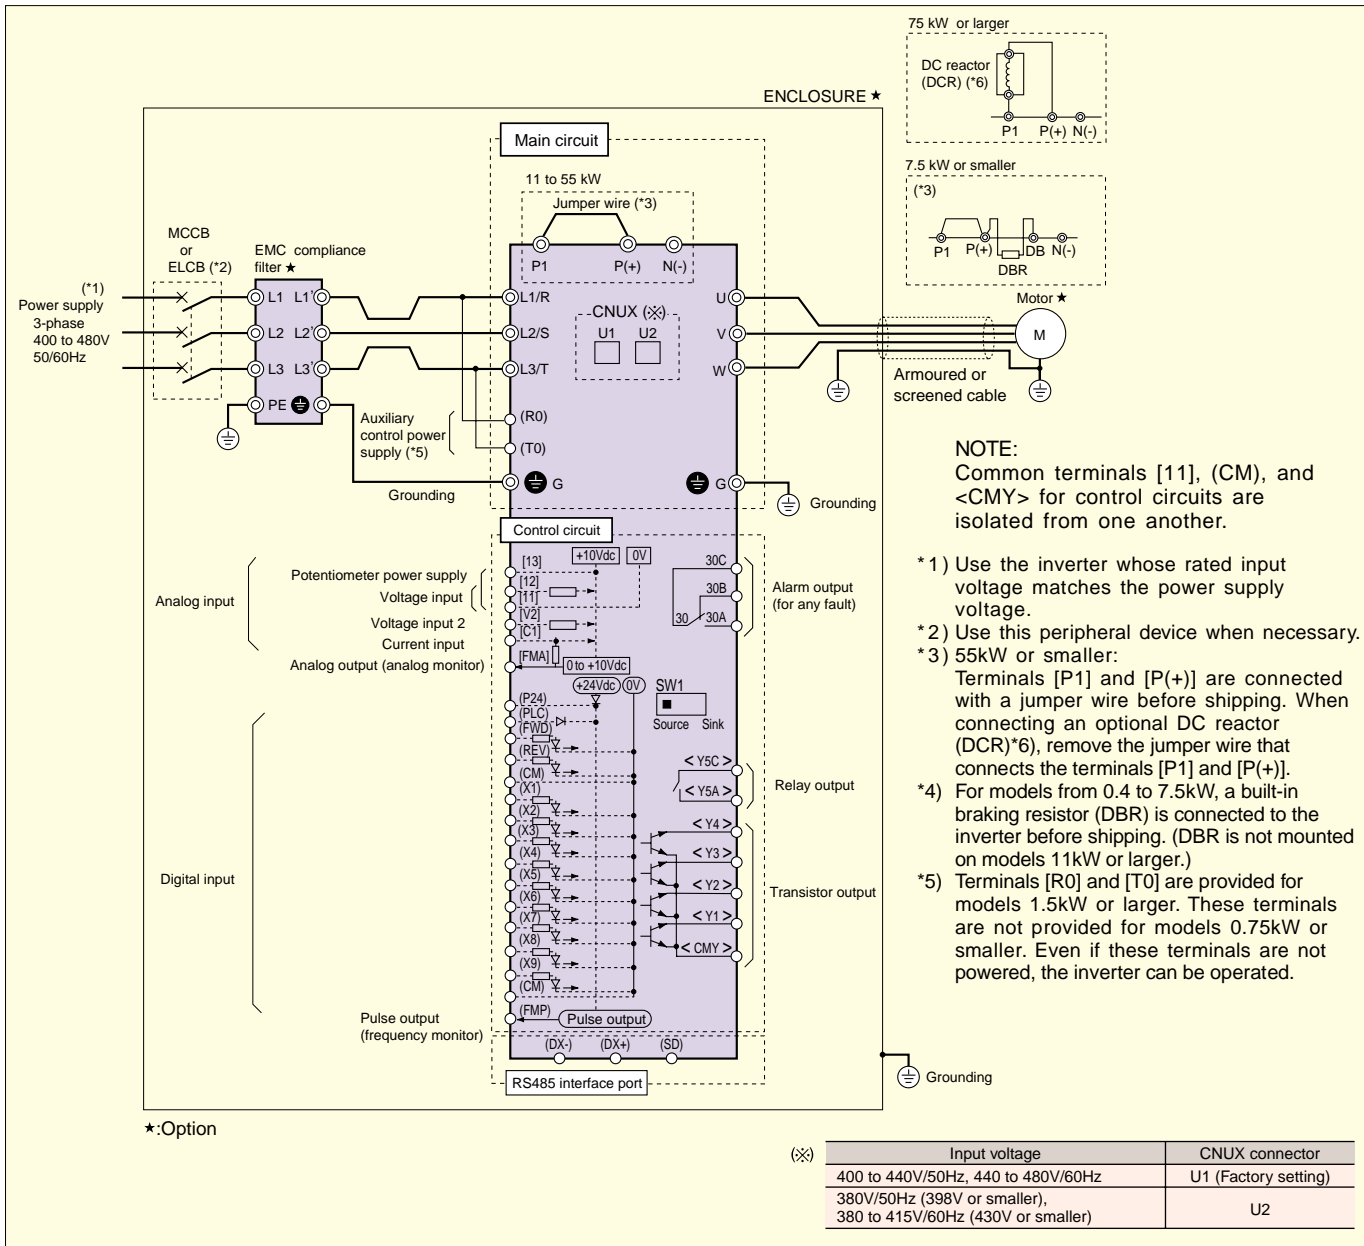 75 kW or larger
DC reactor
(DCR) (*6)
P1 P(+) N(-)
ENCLOSURE ★
Main circuit
7.5 kW or smaller
(*3)
P1 P(+) DB N(-)
DBR
11 to 55 kW
Jumper wire (*3)
P1 P(+) N(-)
MCCB
or
ELCB (*2)
EMC compliance
filter ★
(*1)
Power supply
3-phase
400 to 480V
50/60Hz
L1 L1'
L2 L2'
L3 L3'
PE
L1/R
L2/S
L3/T
(R0)
(T0)
G
CNUX (※)
U1 U2
U
V
W
G
Motor ★
M
Armoured or
screened cable
Auxiliary
control power
supply (*5)
Grounding
Grounding
NOTE:
Common terminals [11], (CM), and
<CMY> for control circuits are
isolated from one another.
*1) Use the inverter whose rated input
voltage matches the power supply
voltage.
*2) Use this peripheral device when necessary.
*3) 55kW or smaller:
Terminals [P1] and [P(+)] are connected
with a jumper wire before shipping. When
connecting an optional DC reactor
(DCR)*6), remove the jumper wire that
connects the terminals [P1] and [P(+)].
*4) For models from 0.4 to 7.5kW, a built-in
braking resistor (DBR) is connected to the
inverter before shipping. (DBR is not mounted
on models 11kW or larger.)
*5) Terminals [R0] and [T0] are provided for
models 1.5kW or larger. These terminals
are not provided for models 0.75kW or
smaller. Even if these terminals are not
powered, the inverter can be operated.
Control circuit
Analog input
Potentiometer power supply
Voltage input
Voltage input 2
Current input
Analog output (analog monitor)
[13]
[12]
[11]
[V2]
[C1]
[FMA]
+10Vdc 0V
0 to +10Vdc
30C
30B
30 30A
Alarm output
(for any fault)
+24Vdc 0V
SW1
Source Sink
Digital input
(P24)
(PLC)
(FWD)
(REV)
(CM)
(X1)
(X2)
(X3)
(X4)
(X5)
(X6)
(X7)
(X8)
(X9)
(CM)
(FMP)
Pulse output
< Y5C >
< Y5A >
Relay output
< Y4 >
< Y3 >
< Y2 >
< Y1 >
< CMY >
Transistor output
Pulse output
(frequency monitor)
(DX-) (DX+) (SD)
RS485 interface port
Grounding
★:Option
(※) Input voltage CNUX connector
400 to 440V/50Hz, 440 to 480V/60Hz U1 (Factory setting)
380V/50Hz (398V or smaller),
380 to 415V/60Hz (430V or smaller) U2